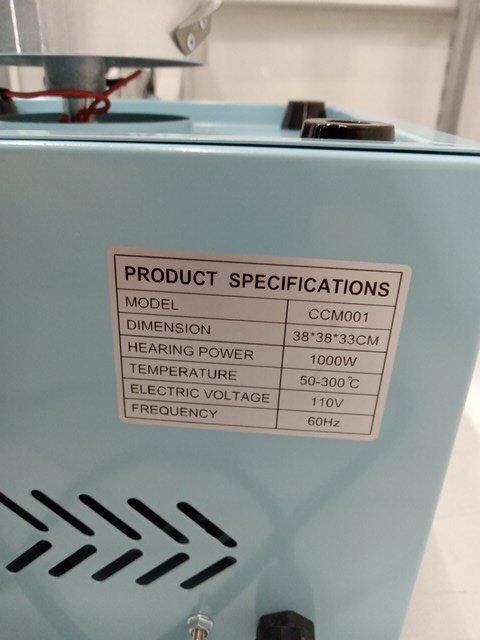 PRODUCT SPECIFICATIONS
MODEL CCM001
DIMENSION 38*38*33CM
HEARING POWER 1000W
TEMPERATURE 50-300℃
ELECTRIC VOLTAGE 110V
FREQUENCY 60Hz